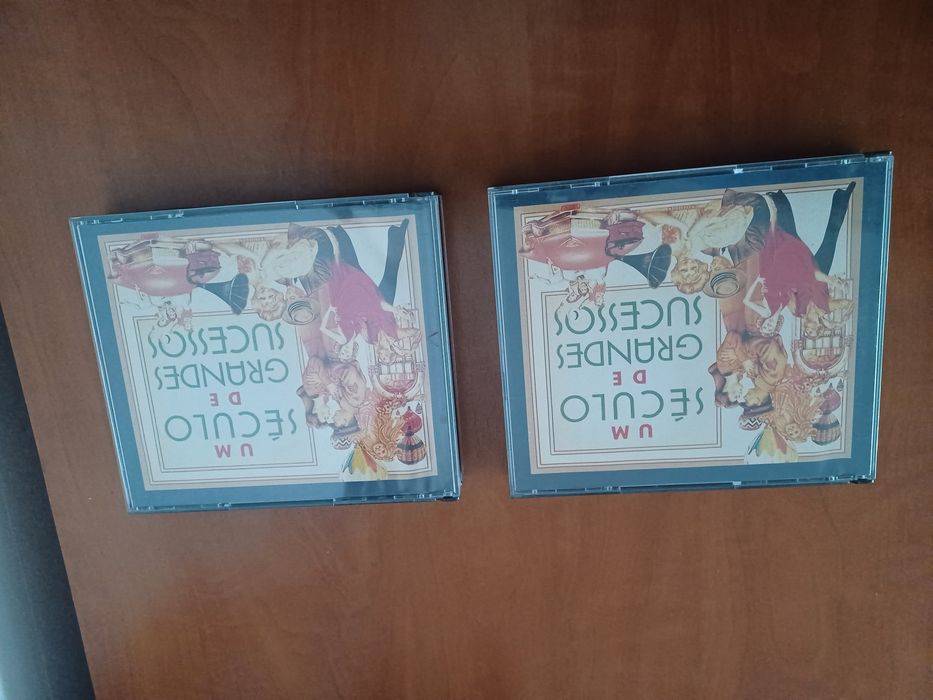 UM
SÉCULO
DE
GRANDES
SUCESSOS
UM
SÉCULO
DE
GRANDES
SUCESSOS